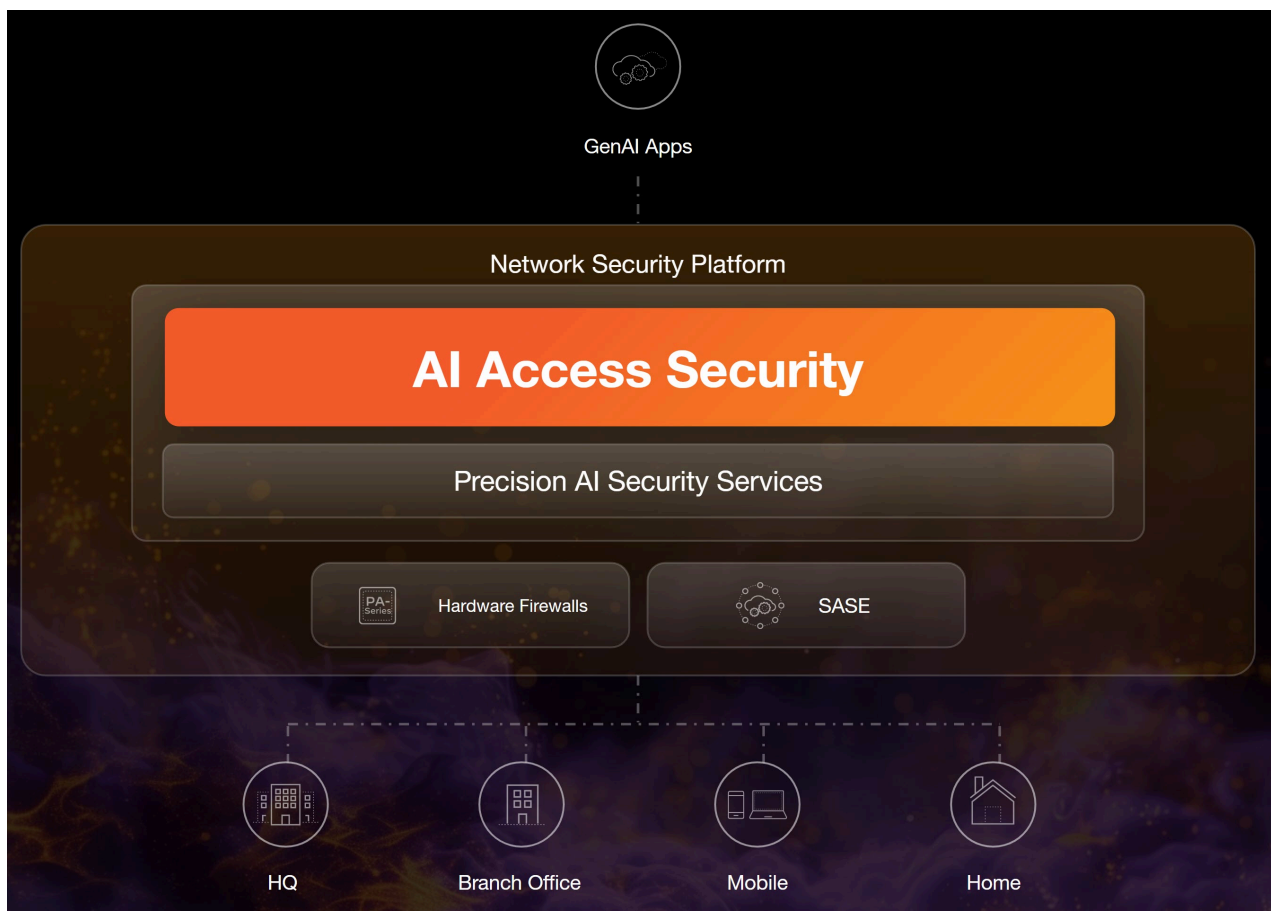 GenAI Apps
Network Security Platform
AI Access Security
Precision AI Security Services
PA-
Series
Hardware Firewalls
SASE
HQ
Branch Office
Mobile
Home